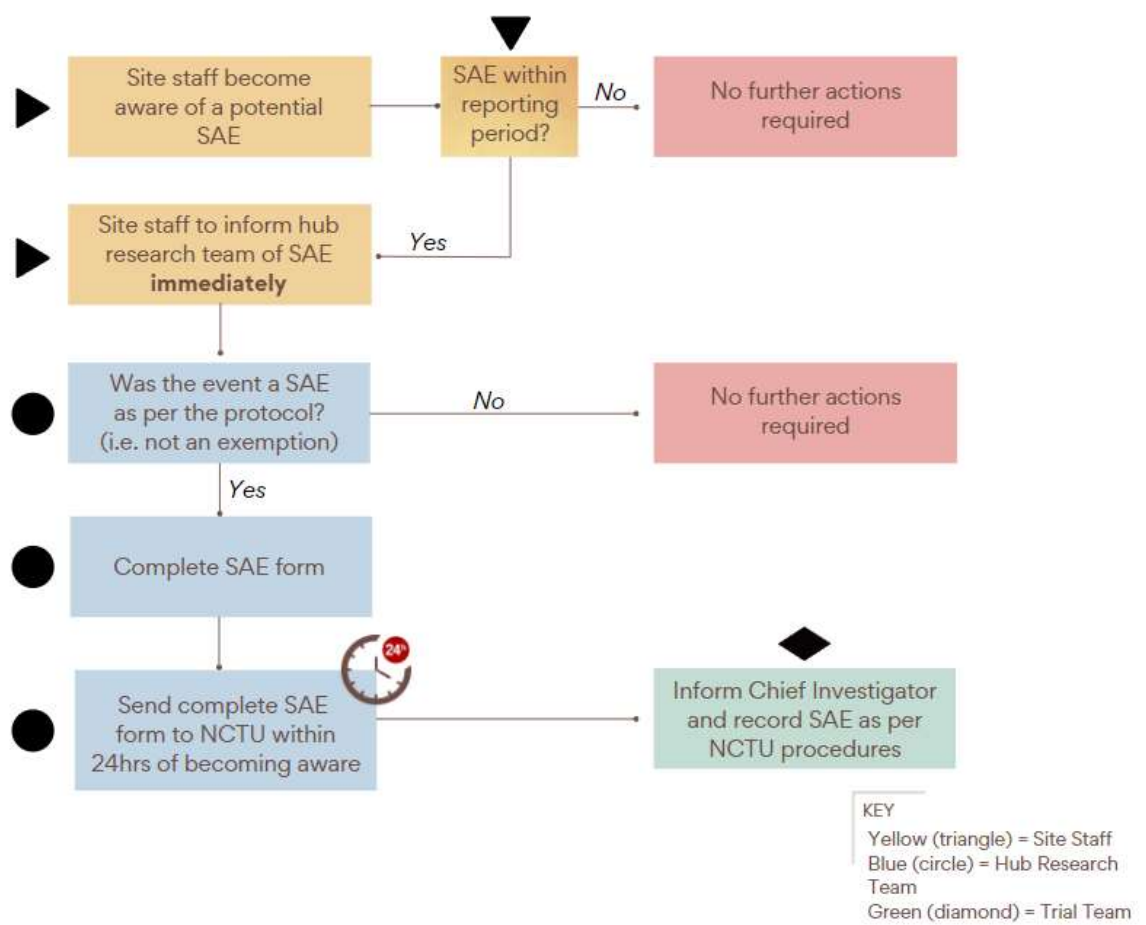 Site staff become
aware of a potential
SAE
SAE within
reporting
period?
No
No further actions
required
Site staff to inform hub
research team of SAE
immediately
Yes
Was the event a SAE
as per the protocol?
(i.e. not an exemption)
No
No further actions
required
Yes
Complete SAE form
24h
Send complete SAE
form to NCTU within
24hrs of becoming aware
Inform Chief Investigator
and record SAE as per
NCTU procedures
KEY
Yellow (triangle) = Site Staff
Blue (circle) = Hub Research
Team
Green (diamond) = Trial Team